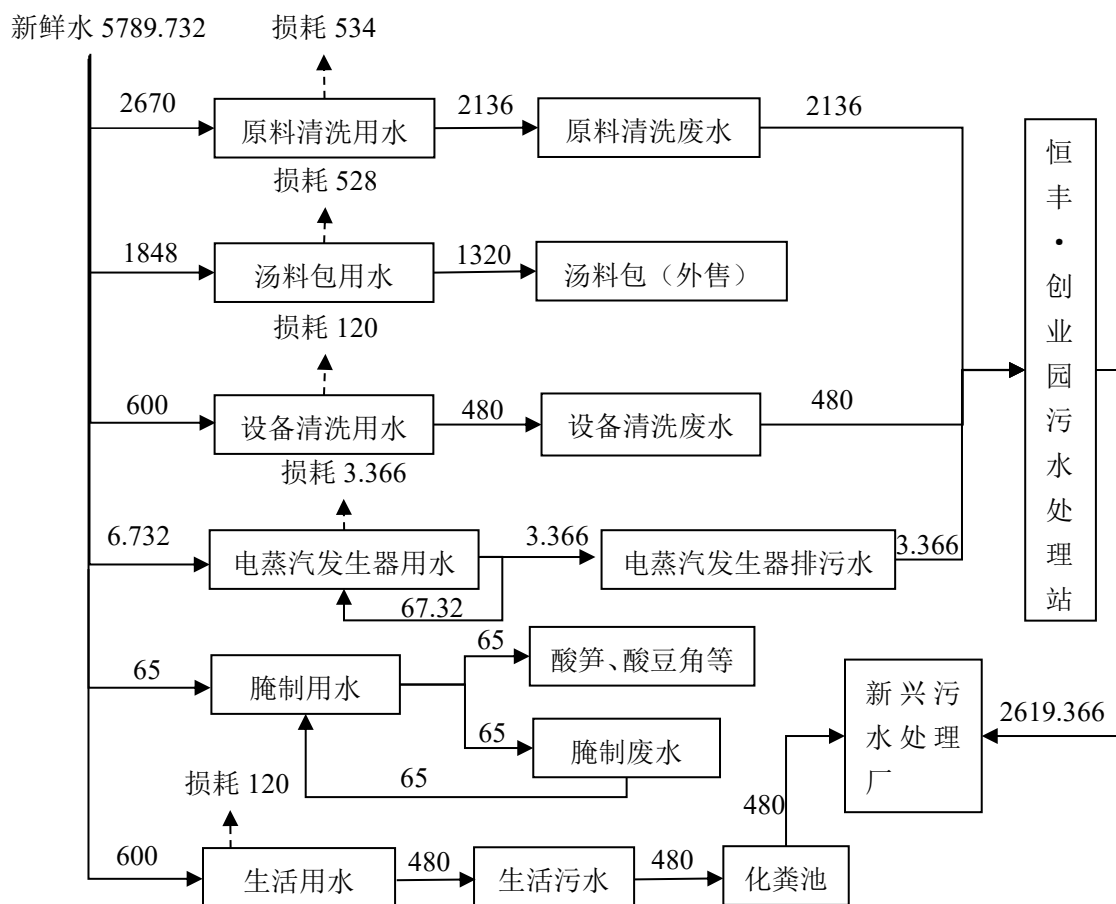 新鲜水 5789.732
损耗 534
2670
原料清洗用水
2136
原料清洗废水
2136
损耗 528
1848
汤料包用水
1320
汤料包（外售）
损耗 120
600
设备清洗用水
480
设备清洗废水
480
损耗 3.366
6.732
电蒸汽发生器用水
3.366
电蒸汽发生器排污水
3.366
67.32
恒丰·创业园污水处理站
65
腌制用水
65
酸笋、酸豆角等
65
腌制废水
65
新兴污
水处理
厂
2619.366
损耗 120
600
生活用水
480
生活污水
480
化粪池
480